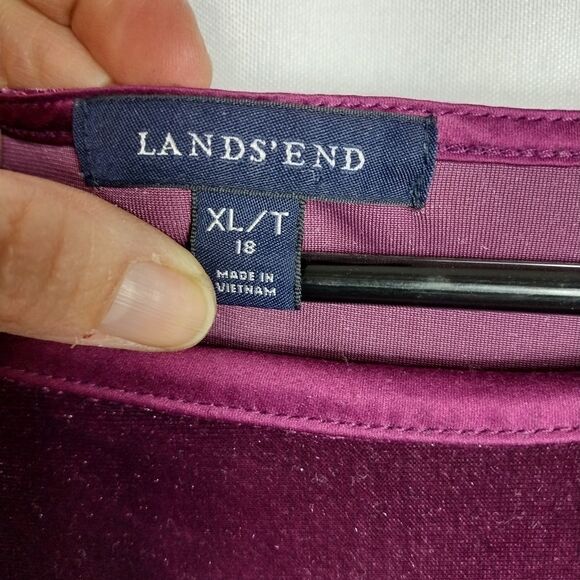 LANDS' END
XL/T
18
MADE IN
VIETNAM